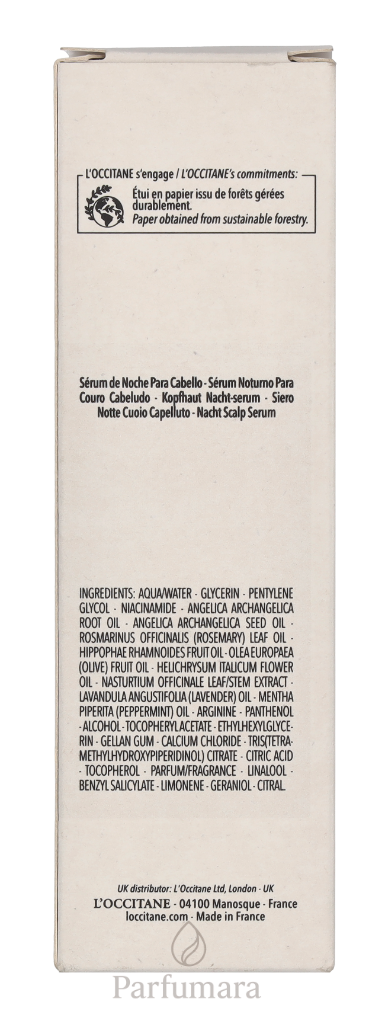 L'OCCITANE s'engage / L'OCCITANE's commitments:
Étui en papier issu de forêts gérées
durablement.
Paper obtained from sustainable forestry.
Sérum de Noche Para Cabello - Sérum Noturno Para
Couro Cabeludo - Kopfhaut Nacht-serum - Siero
Notte Cuoio Capelluto - Nacht Scalp Serum
INGREDIENTS: AQUA/WATER · GLYCERIN · PENTYLENE
GLYCOL · NIACINAMIDE · ANGELICA ARCHANGELICA
ROOT OIL · ANGELICA ARCHANGELICA SEED OIL ·
ROSMARINUS OFFICINALIS (ROSEMARY) LEAF OIL ·
HIPPOPHAE RHAMNOIDES FRUIT OIL · OLEA EUROPAEA
(OLIVE) FRUIT OIL · HELICHRYSUM ITALICUM FLOWER
OIL · NASTURTIUM OFFICINALE LEAF/STEM EXTRACT ·
LAVANDULA ANGUSTIFOLIA (LAVENDER) OIL · MENTHA
PIPERITA (PEPPERMINT) OIL · ARGININE · PANTHENOL
· ALCOHOL · TOCOPHERYL ACETATE · ETHYLHEXYLGLYCE-
RIN · GELLAN GUM · CALCIUM CHLORIDE · TRIS(TETRA-
METHYLHYDROXYPIPERIDINOL) CITRATE · CITRIC ACID
· TOCOPHEROL · PARFUM/FRAGRANCE · LINALOOL ·
BENZYL SALICYLATE · LIMONENE · GERANIOL · CITRAL.
UK distributor: L'Occitane Ltd, London - UK
L'OCCITANE - 04100 Manosque - France
loccitane.com - Made in France
Parfumara